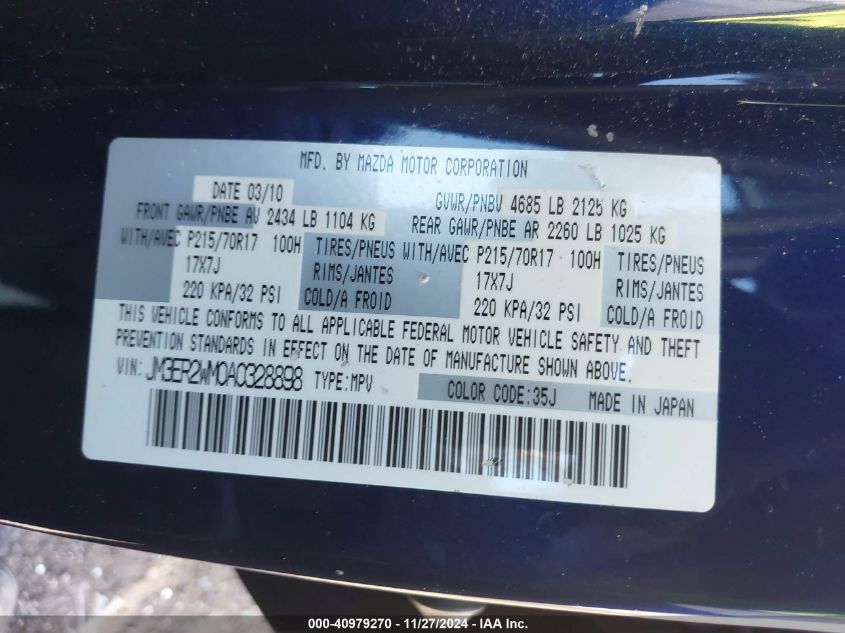 MFD. BY MAZDA MOTOR CORPORATION
DATE 03/10 GVWR/PNBV 4685 LB 2125 KG
FRONT GAWR/PNBE AV 2434 LB 1104 KG REAR GAWR/PNBE AR 2260 LB 1025 KG
WITH/AVEC P215/70R17 100H TIRES/PNEUS WITH/AVEC P215/70R17 100H TIRES/PNEUS
17X7J RIMS/JANTES 17X7J RIMS/JANTES
220 KPA/32 PSI COLD/A FROID 220 KPA/32 PSI COLD/A FROID
THIS VEHICLE CONFORMS TO ALL APPLICABLE FEDERAL MOTOR VEHICLE SAFETY AND THEFT
PREVENTION STANDARDS IN EFFECT ON THE DATE OF MANUFACTURE SHOWN ABOVE.
VIN: JM3ER2WM0A0328898 TYPE:MPV COLOR CODE:35J MADE IN JAPAN
000-40979270 - 11/27/2024 - IAA Inc.